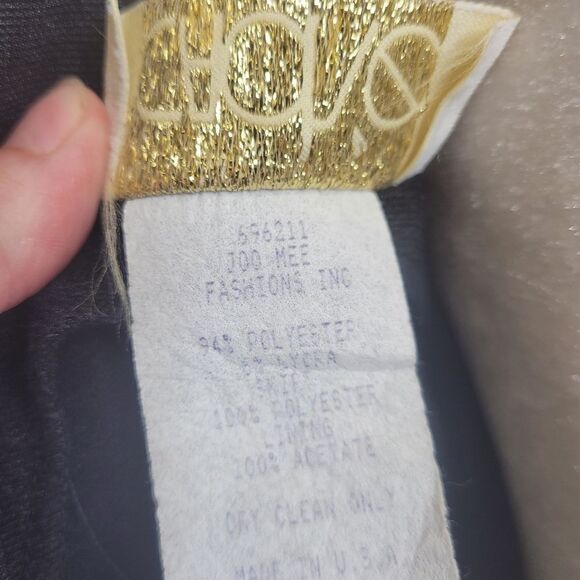 696211
JOO MEE
FASHIONS INC
94% POLYESTER
6% LYCRA
SKIRT
100% POLYESTER
LINING
100% ACETATE
DRY CLEAN ONLY
MADE IN U.S.A